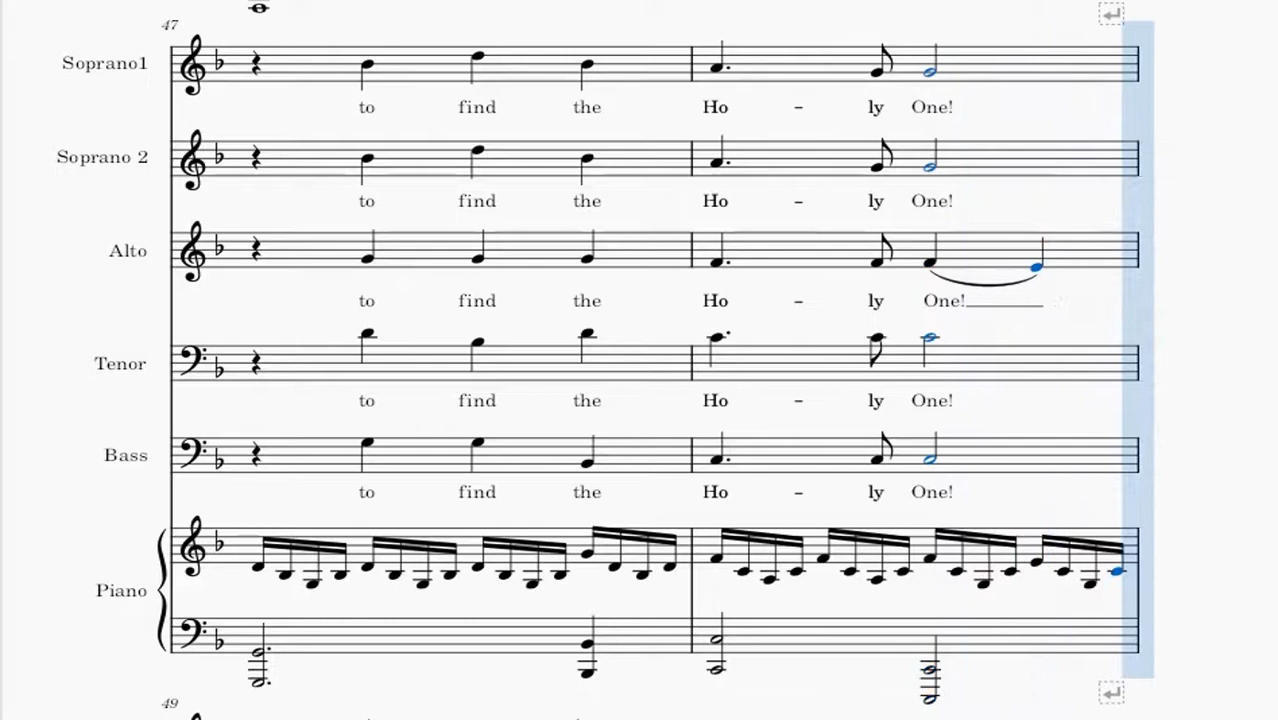 47
Soprano1
to find the Ho - ly One!
Soprano 2
to find the Ho - ly One!
Alto
to find the Ho - ly One!
Tenor
to find the Ho - ly One!
Bass
to find the Ho - ly One!
Piano
49